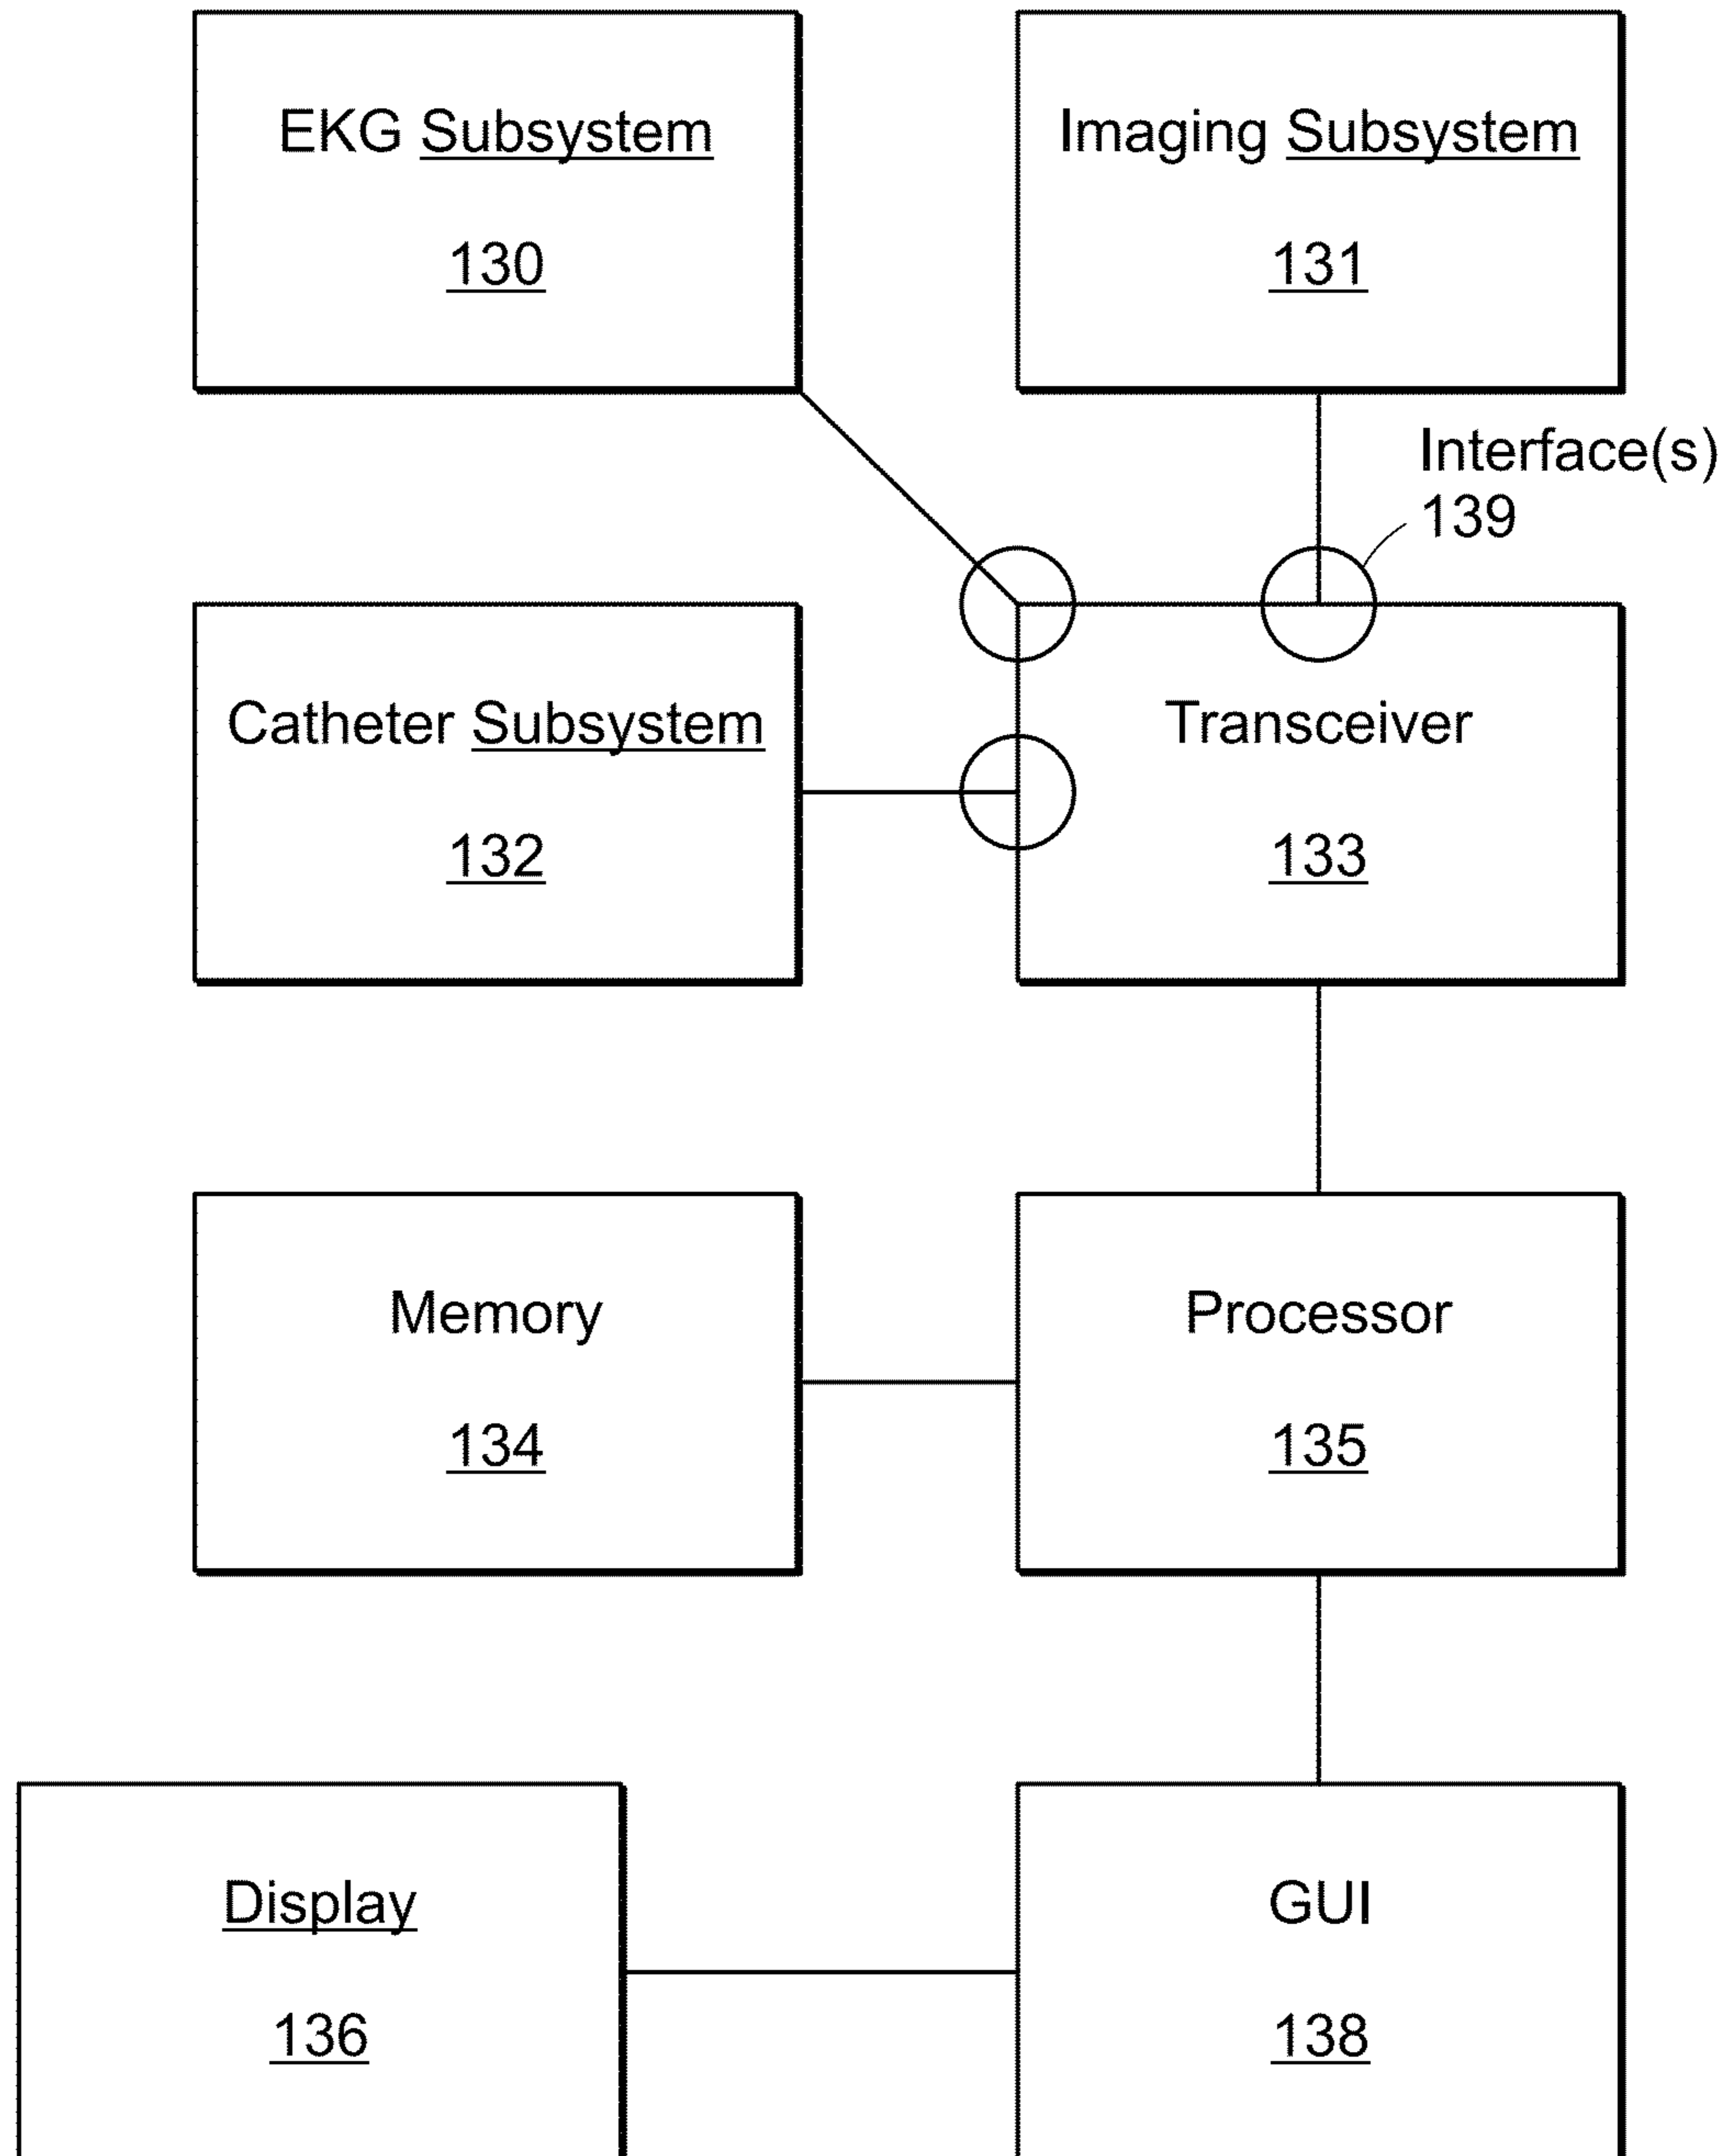 EKG Subsystem
130
Imaging Subsystem
131
Interface(s)
139
Catheter Subsystem
132
Transceiver
133
Memory
134
Processor
135
Display
136
GUI
138